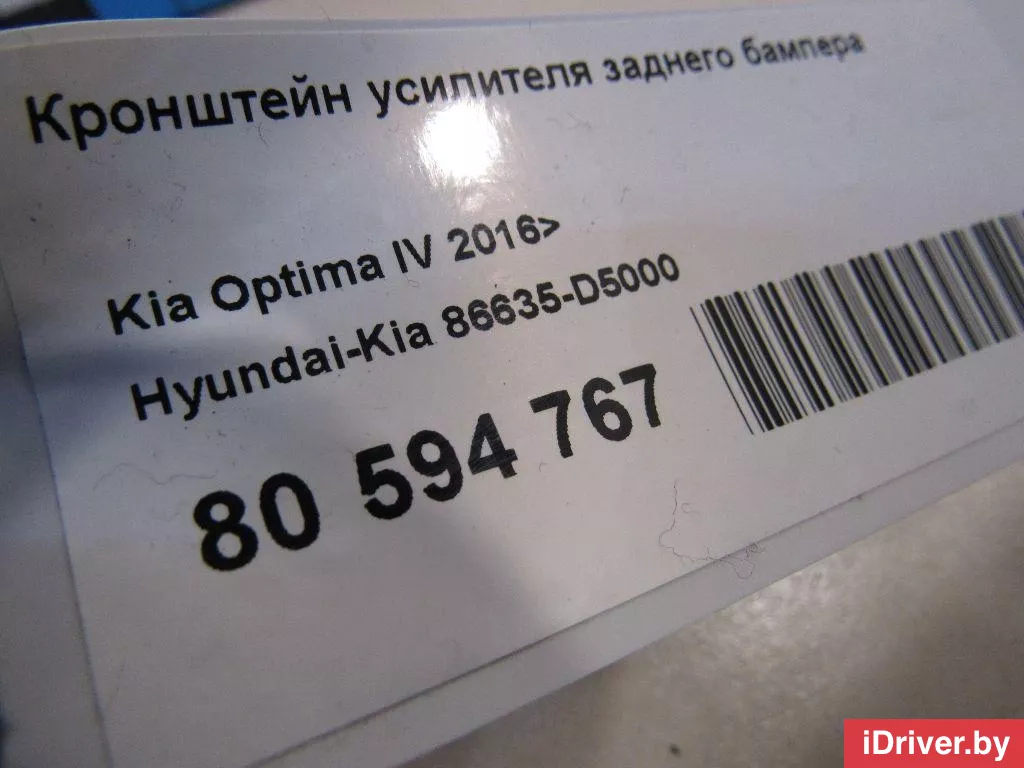 Кронштейн усилителя заднего бампера
Kia Optima IV 2016>
Hyundai-Kia 86635-D5000
80 594 767
iDriver.by